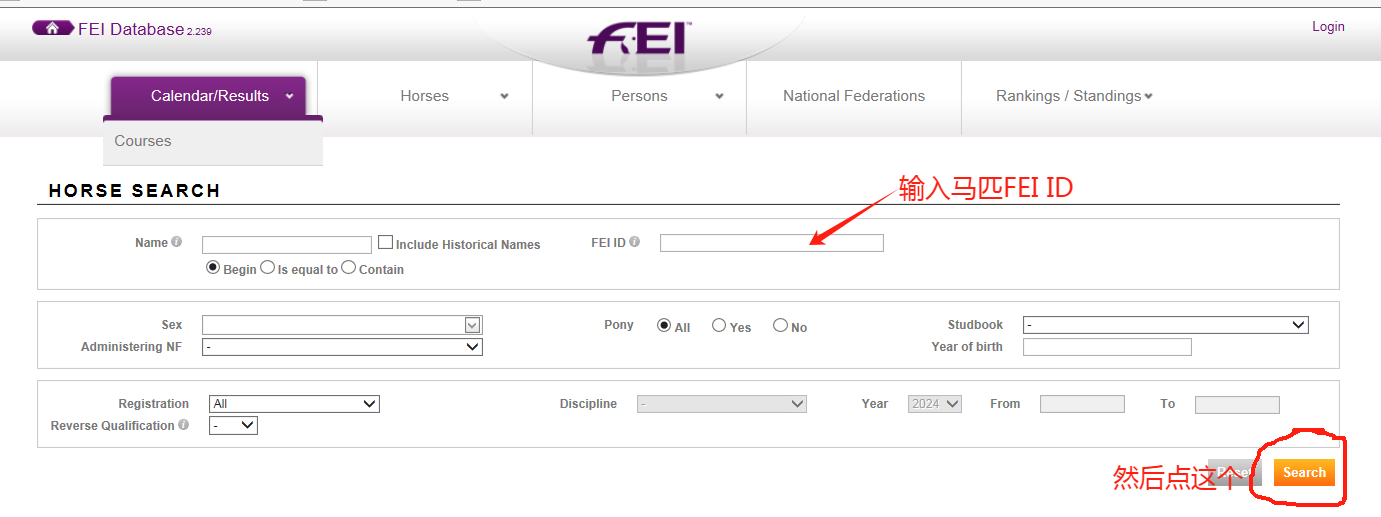 FEI Database 2.239
FEI™
Login
Calendar/Results
Horses
Persons
National Federations
Rankings / Standings
Courses
HORSE SEARCH
输入马匹FEI ID
Name
Include Historical Names
FEI ID
Begin Is equal to Contain
Sex
Pony All Yes No
Studbook -
Administering NF -
Year of birth
Registration All
Discipline -
Year 2024 From To
Reverse Qualification -
然后点这个
Reset
Search